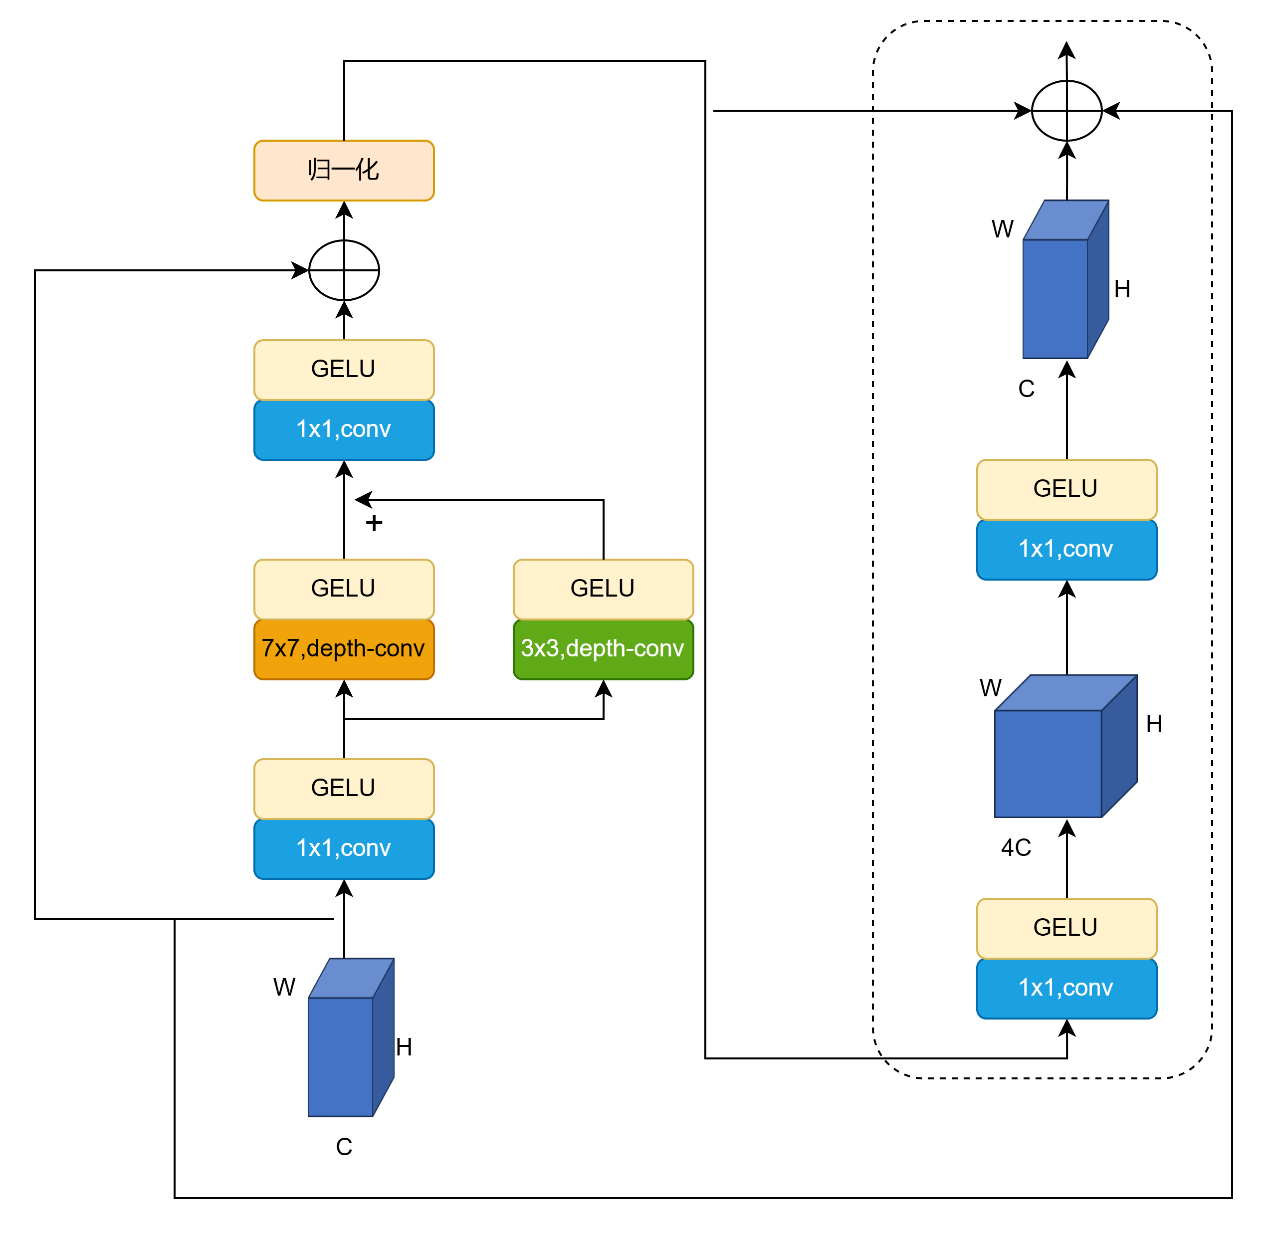 归一化
GELU
1x1,conv
+
GELU
7x7,depth-conv
GELU
3x3,depth-conv
GELU
1x1,conv
W
H
C
W
H
C
GELU
1x1,conv
W
H
4C
GELU
1x1,conv